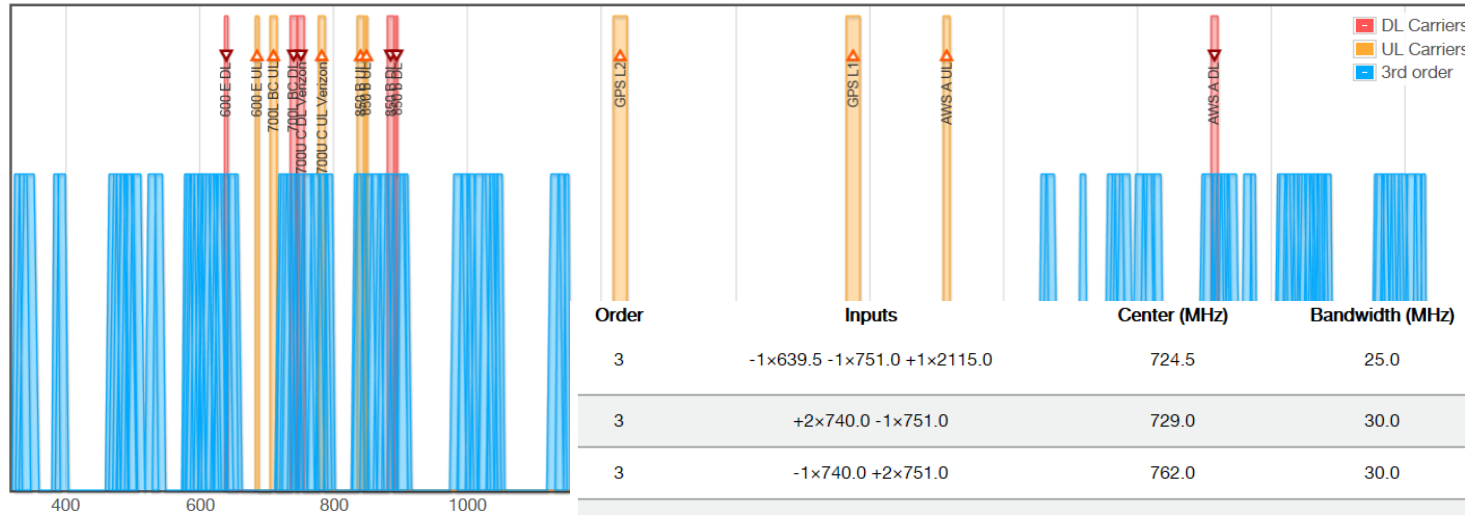 DL Carriers
UL Carriers
3rd order
600 E DL
600 E UL
700L BC UL
700L BC DL
700U C DL Verizon
700U C UL Verizon
850 B UL
850 B DL
GPS L2
GPS L1
AWS A UL
AWS A DL
Order Inputs Center (MHz) Bandwidth (MHz)
3 -1×639.5 -1×751.0 +1×2115.0 724.5 25.0
3 +2×740.0 -1×751.0 729.0 30.0
3 -1×740.0 +2×751.0 762.0 30.0
400 600 800 1000